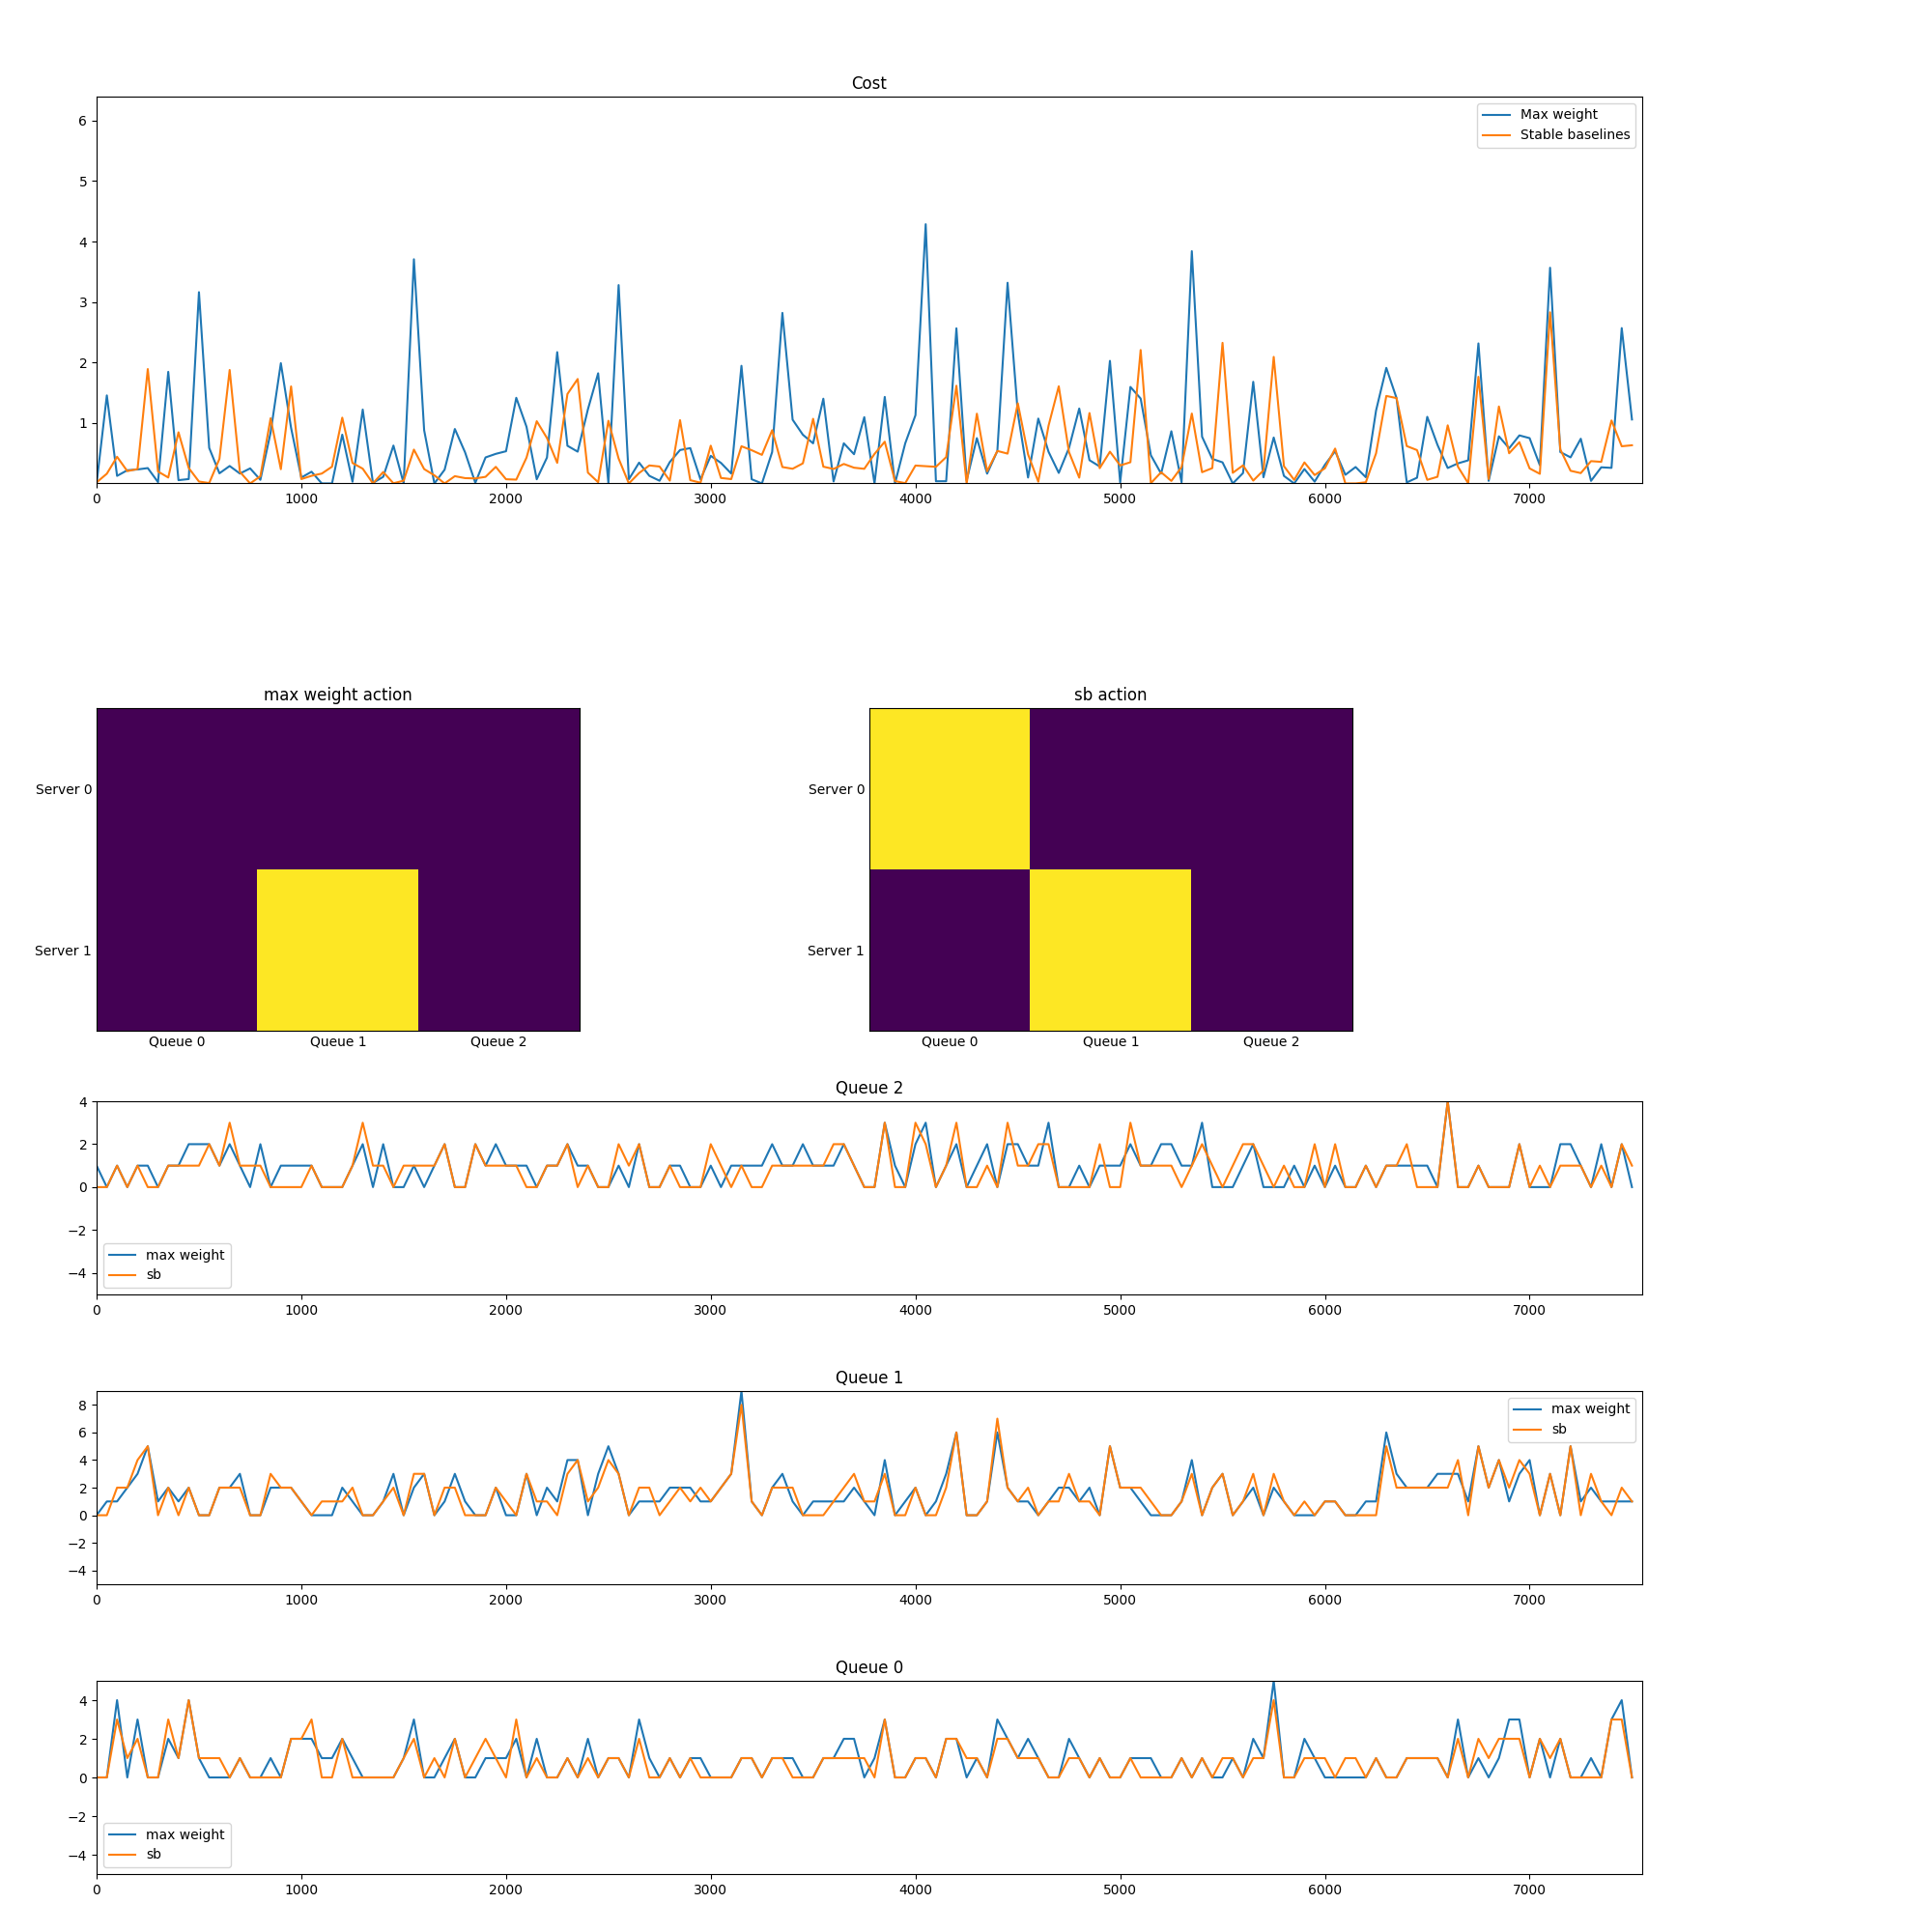 Cost
6
5
4
3
2
1
Max weight
Stable baselines
0 1000 2000 3000 4000 5000 6000 7000
max weight action
Server 0
Server 1
Queue 0 Queue 1 Queue 2
sb action
Server 0
Server 1
Queue 0 Queue 1 Queue 2
Queue 2
4
2
0
−2
−4
max weight
sb
0 1000 2000 3000 4000 5000 6000 7000
Queue 1
8
6
4
2
0
−2
−4
max weight
sb
0 1000 2000 3000 4000 5000 6000 7000
Queue 0
4
2
0
−2
−4
max weight
sb
0 1000 2000 3000 4000 5000 6000 7000